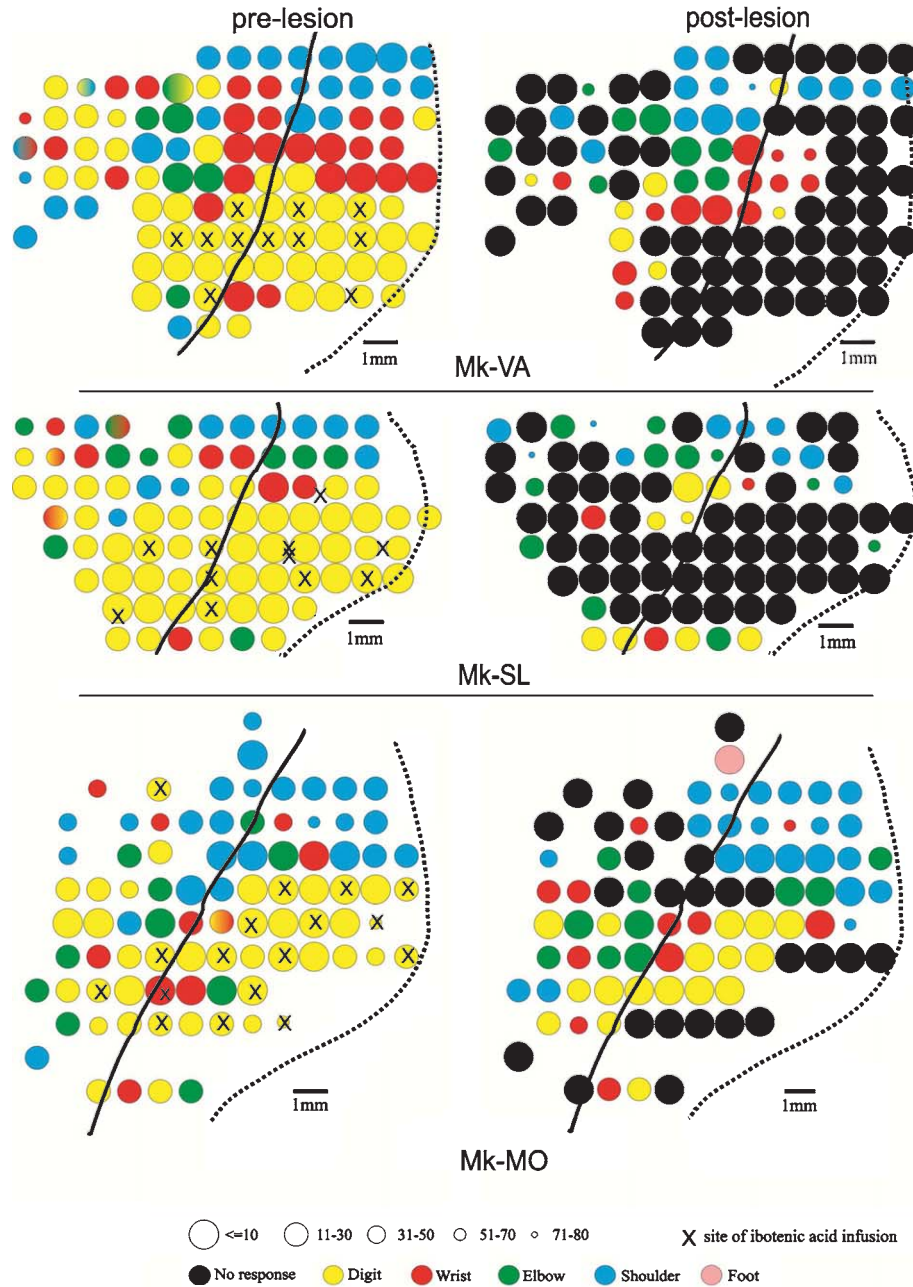 pre-lesion post-lesion
1mm 1mm
Mk-VA
1mm 1mm
Mk-SL
1mm 1mm
Mk-MO
<=10 11-30 31-50 51-70 71-80 X site of ibotenic acid infusion
No response Digit Wrist Elbow Shoulder Foot